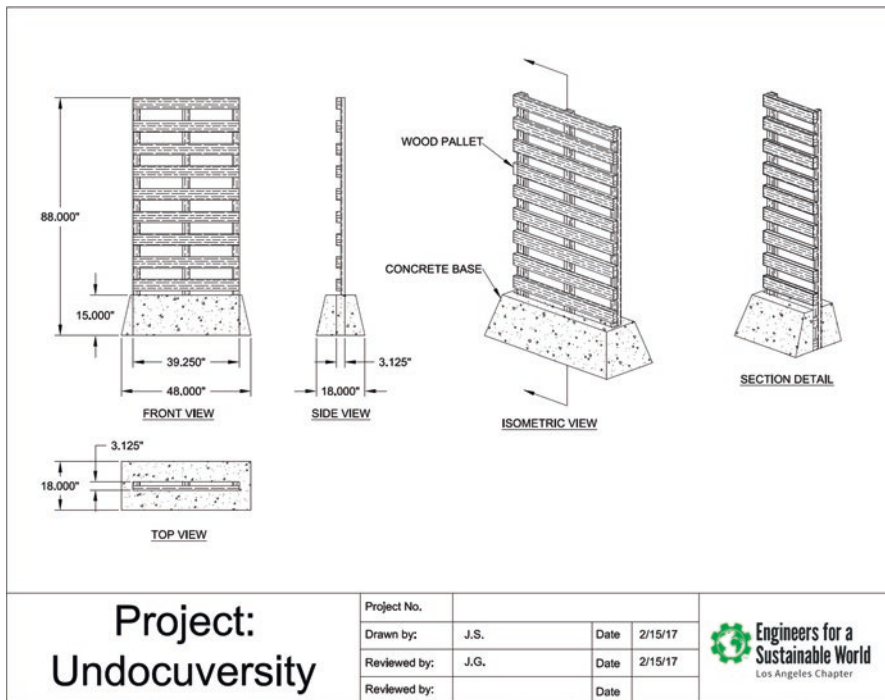 88.000"
15.000"
39.250"
48.000"
FRONT VIEW
3.125"
18.000"
SIDE VIEW
WOOD PALLET
CONCRETE BASE
ISOMETRIC VIEW
SECTION DETAIL
3.125"
18.000"
TOP VIEW
Project:
Undocuversity
Project No.
Drawn by: J.S. Date 2/15/17
Reviewed by: J.G. Date 2/15/17
Reviewed by: Date
Engineers for a
Sustainable World
Los Angeles Chapter